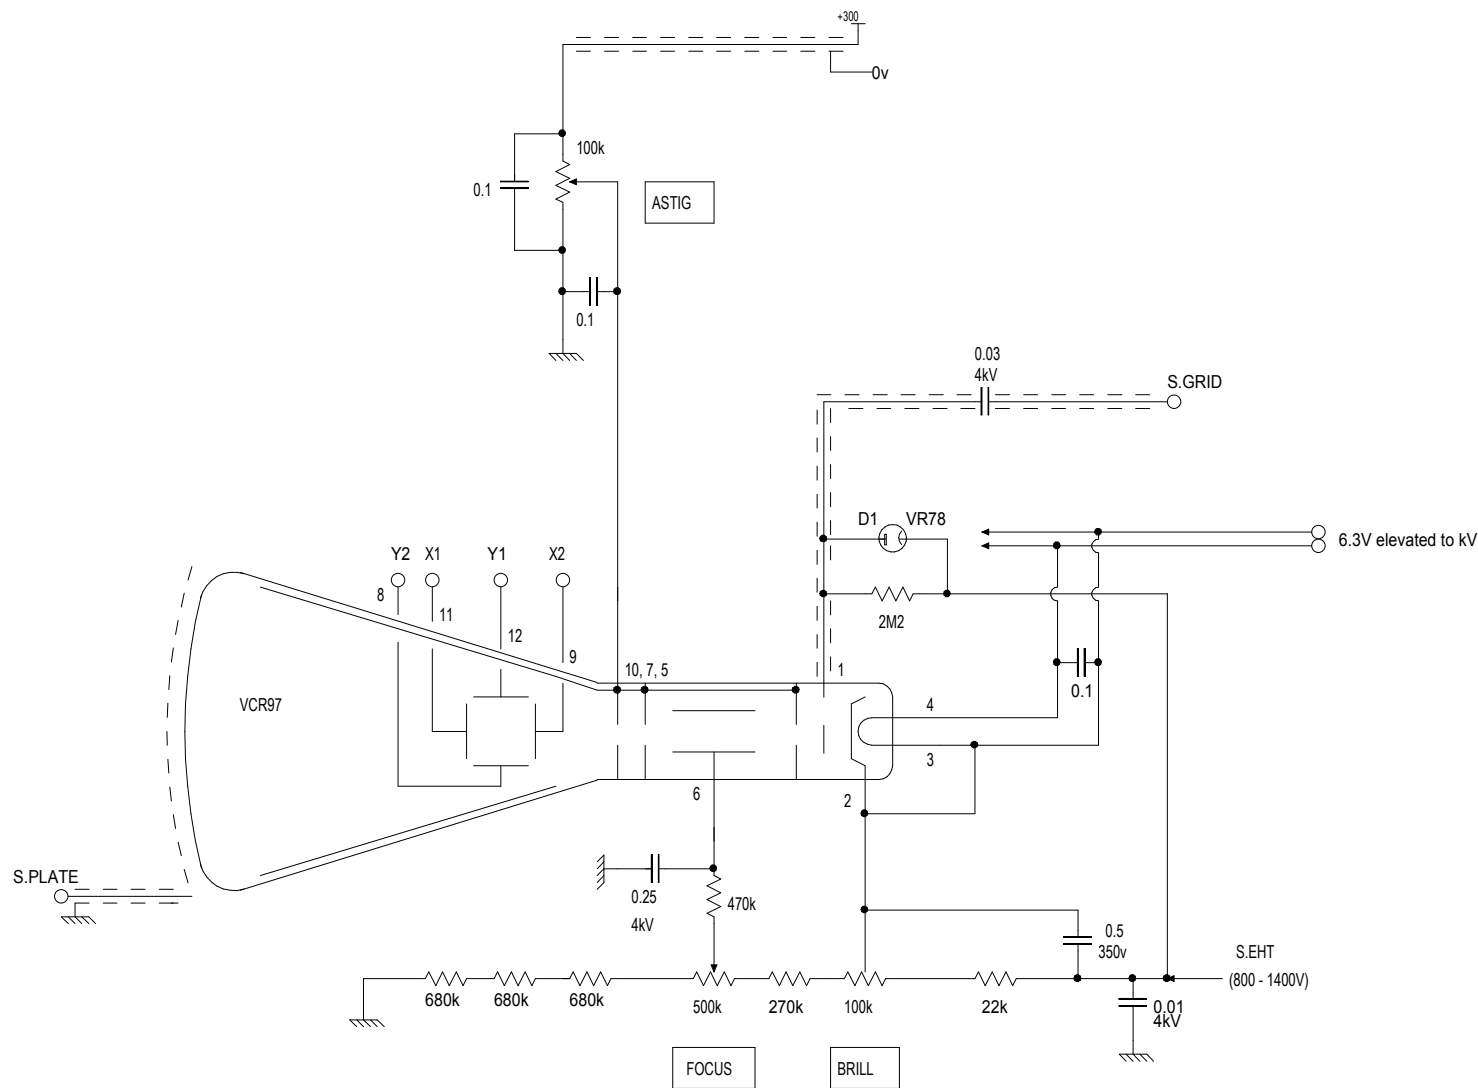 +300
0v
100k
0.1
ASTIG
0.1
0.03
4kV
S.GRID
D1
VR78
6.3V elevated to kV
2M2
Y2
X1
Y1
X2
8
11
12
9
10, 7, 5
1
VCR97
4
3
0.1
6
2
S.PLATE
0.25
4kV
470k
0.5
350v
S.EHT
(800 - 1400V)
680k
680k
680k
500k
270k
100k
22k
0.01
4kV
FOCUS
BRILL